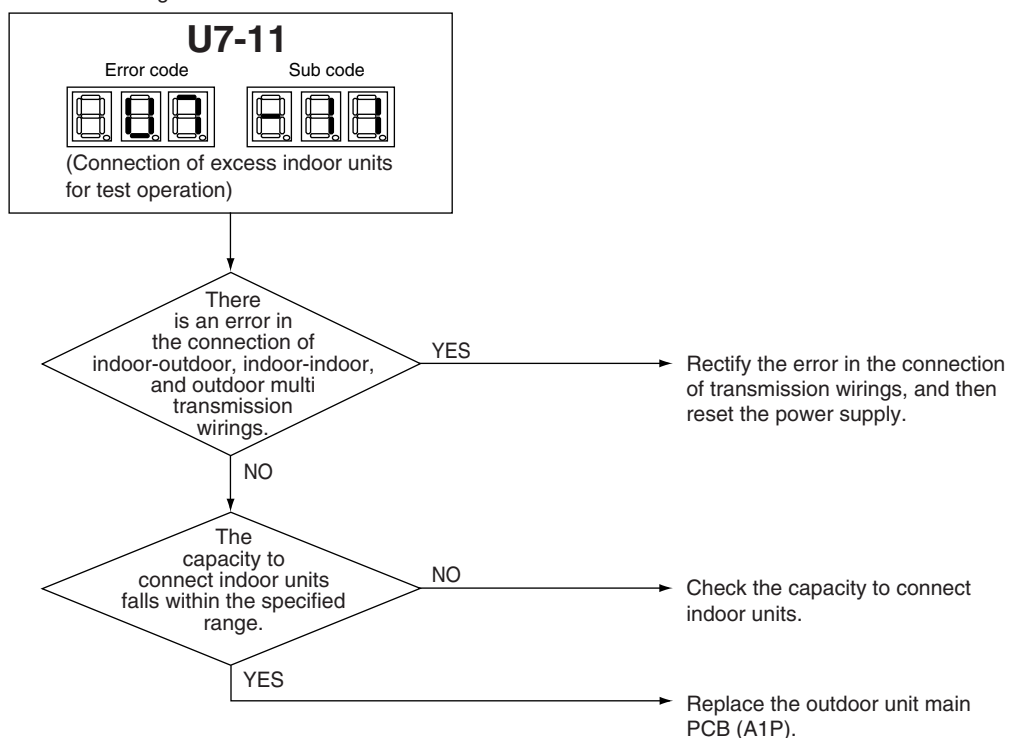 U7-11
Error code Sub code
U7 -11
(Connection of excess indoor units
for test operation)
There
is an error in
the connection of
indoor-outdoor, indoor-indoor,
and outdoor multi
transmission
wirings.
YES
Rectify the error in the connection
of transmission wirings, and then
reset the power supply.
NO
The
capacity to
connect indoor units
falls within the specified
range.
NO
Check the capacity to connect
indoor units.
YES
Replace the outdoor unit main
PCB (A1P).